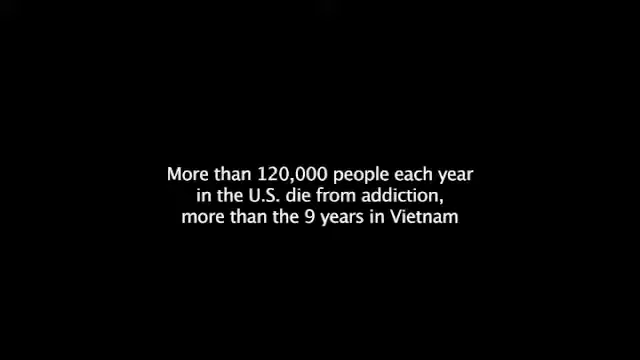 More than 120,000 people each year
in the U.S. die from addiction,
more than the 9 years in Vietnam